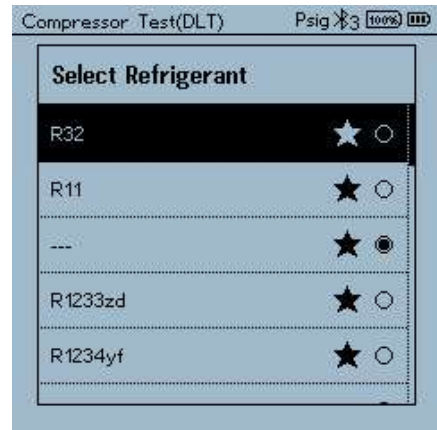 Compressor Test(DLT) Psig 3 100%
Select Refrigerant
R32
R11
---
R1233zd
R1234yf